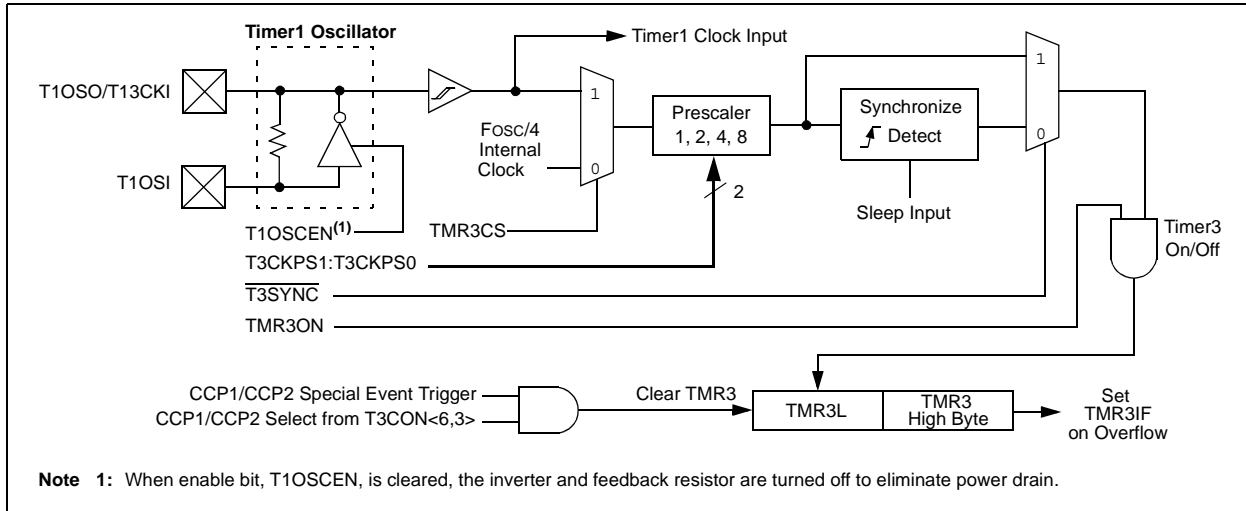 Timer1 Oscillator
Timer1 Clock Input
T1OSO/T13CKI
1
1
Prescaler
1, 2, 4, 8
Synchronize
Detect
FOSC/4
Internal
Clock
0
0
T1OSI
2
Sleep Input
T1OSCEN(1)
TMR3CS
Timer3
On/Off
T3CKPS1:T3CKPS0
T3SYNC
TMR3ON
CCP1/CCP2 Special Event Trigger
CCP1/CCP2 Select from T3CON<6,3>
Clear TMR3
TMR3L
TMR3
High Byte
Set
TMR3IF
on Overflow
Note 1: When enable bit, T1OSCEN, is cleared, the inverter and feedback resistor are turned off to eliminate power drain.